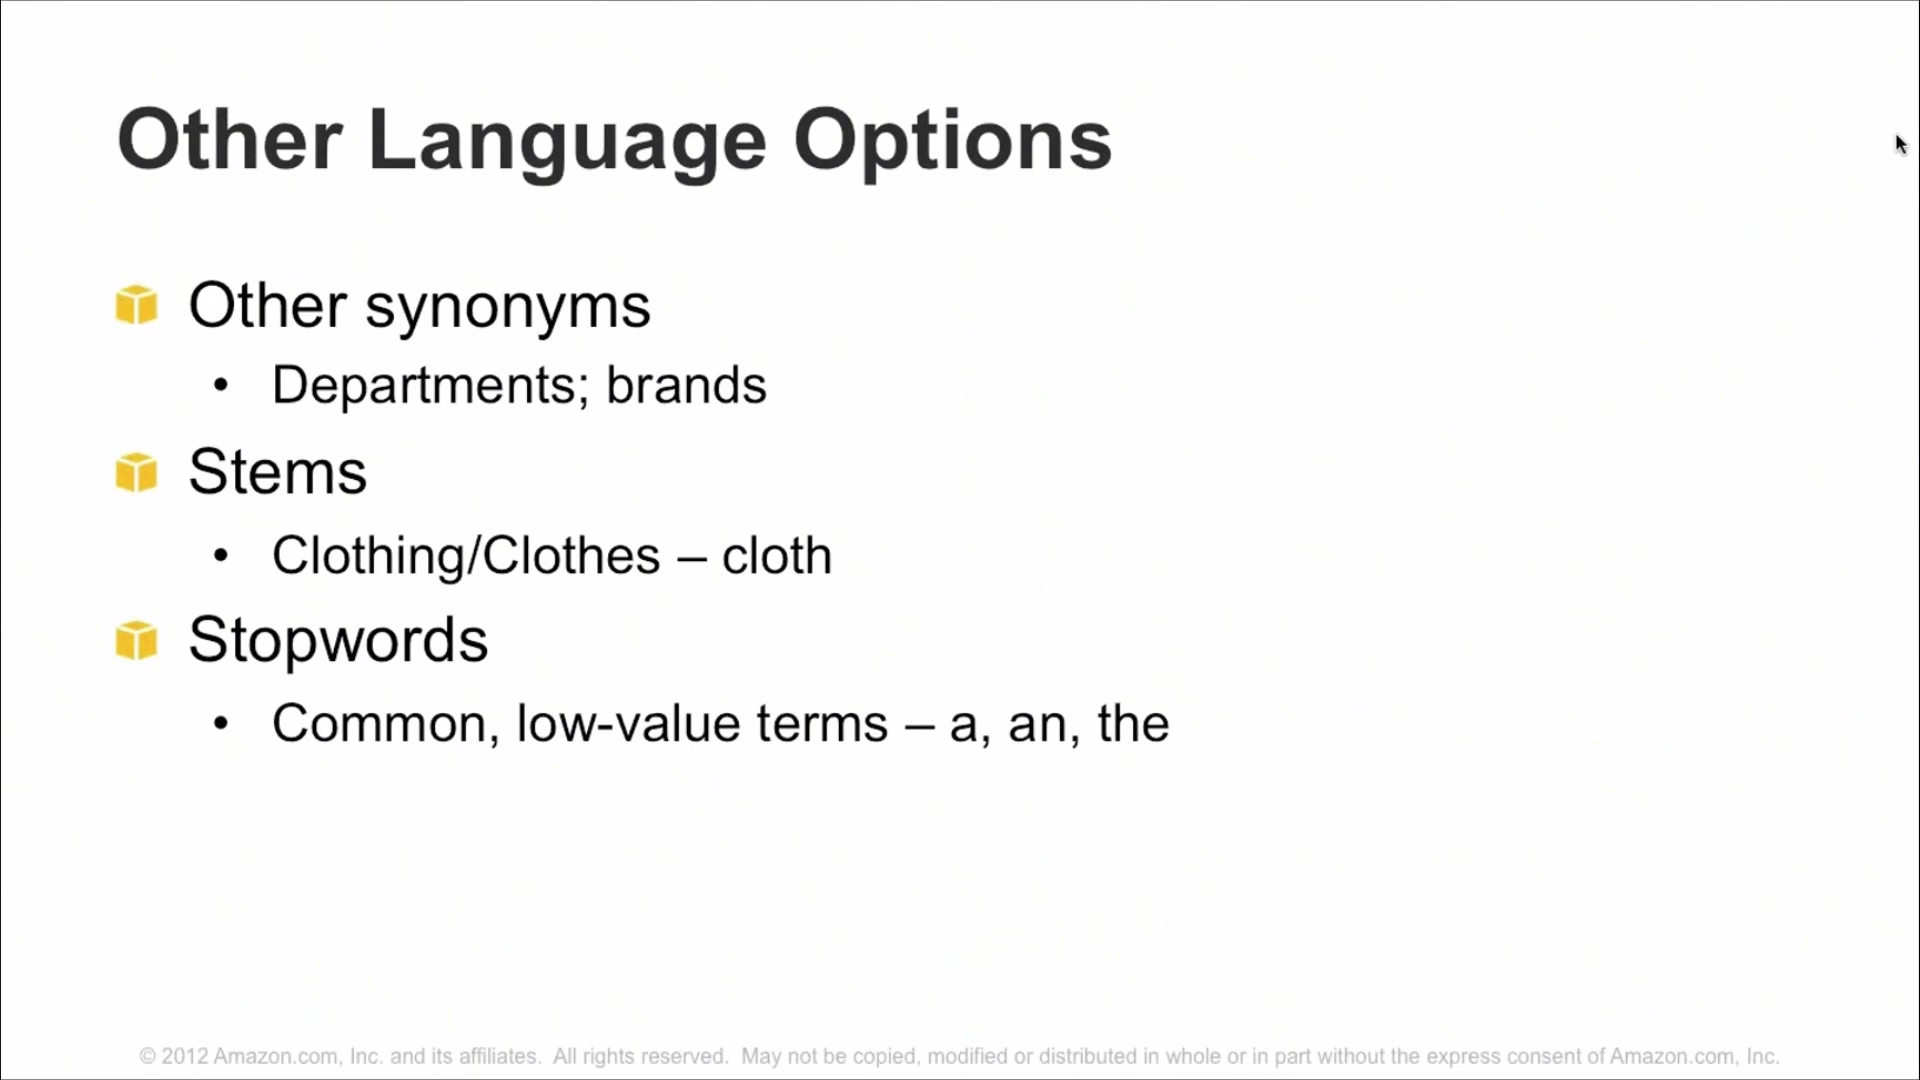 Other Language Options
Other synonyms
• Departments; brands
Stems
• Clothing/Clothes – cloth
Stopwords
• Common, low-value terms – a, an, the
© 2012 Amazon.com, Inc. and its affiliates. All rights reserved. May not be copied, modified or distributed in whole or in part without the express consent of Amazon.com, Inc.